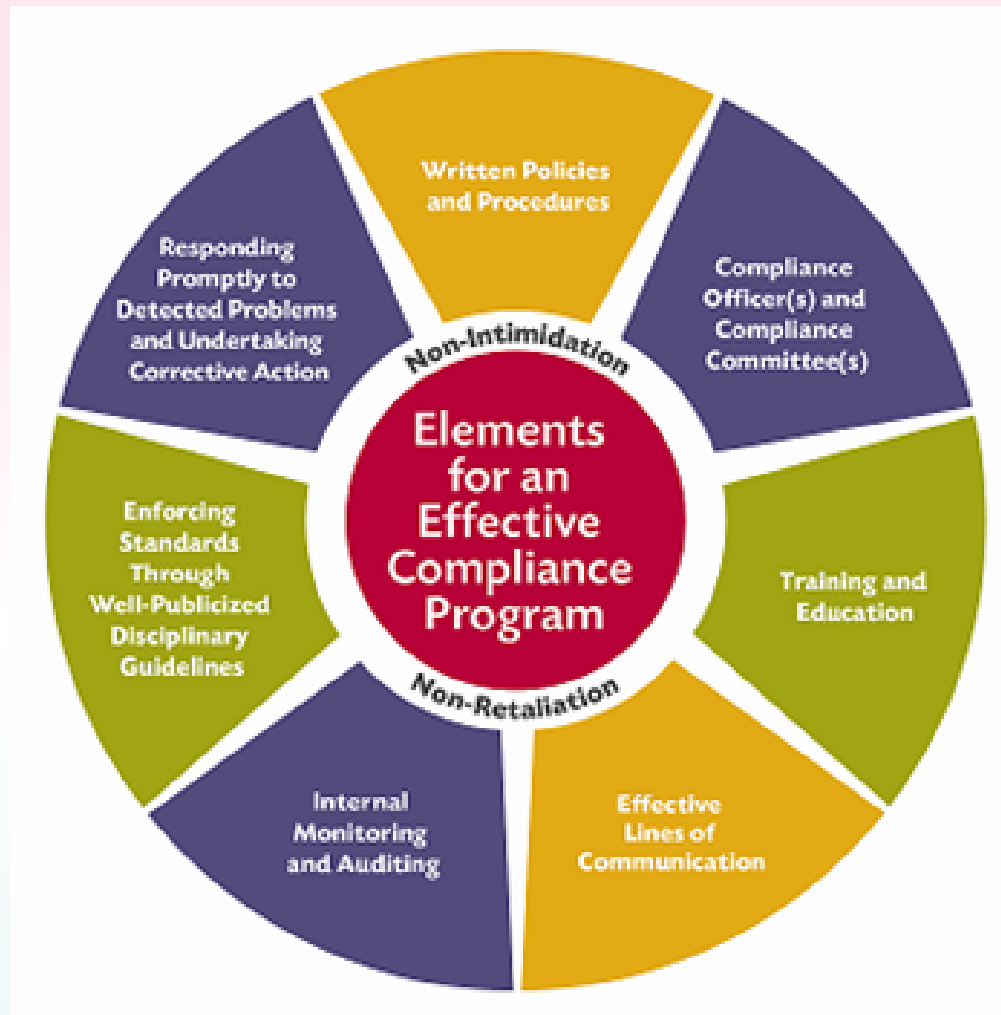 Written Policies
and Procedures
Compliance
Officer(s) and
Compliance
Committee(s)
Training and
Education
Effective
Lines of
Communication
Internal
Monitoring
and Auditing
Enforcing
Standards
Through
Well-Publicized
Disciplinary
Guidelines
Responding
Promptly to
Detected Problems
and Undertaking
Corrective Action
Non-Intimidation
Elements
for an
Effective
Compliance
Program
Non-Retaliation